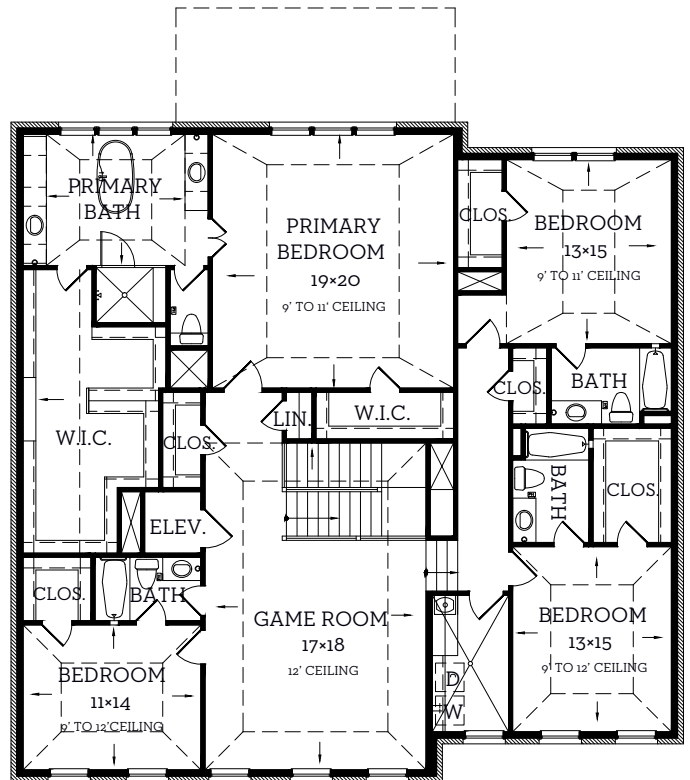 PRIMARY
BATH
PRIMARY
BEDROOM
19×20
9' TO 11' CEILING
CLOS.
BEDROOM
13×15
9' TO 11' CEILING
W.I.C.
CLOS.
LIN.
W.I.C.
CLOS.
BATH
ELEV.
BATH
CLOS.
CLOS.
BATH
GAME ROOM
17×18
12' CEILING
BEDROOM
13×15
9' TO 12' CEILING
BEDROOM
11×14
9' TO 12'CEILING
D
W